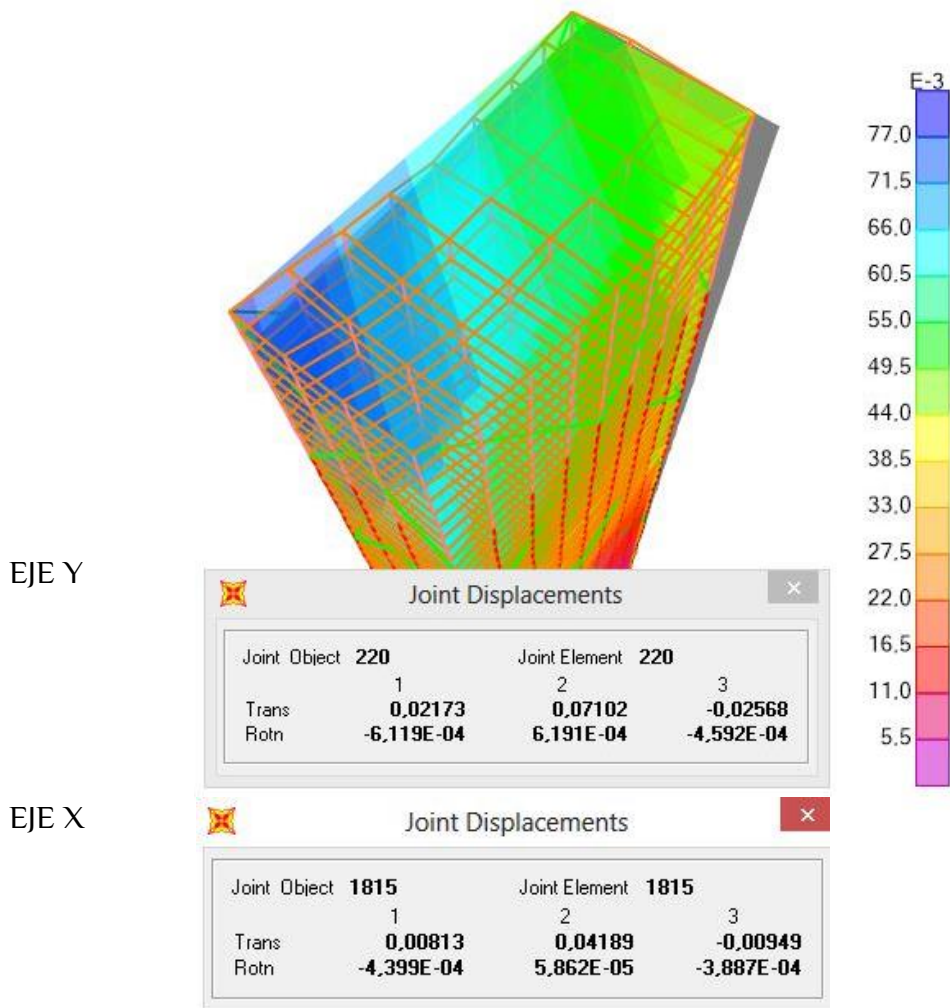 E-3
77,0
71,5
66,0
60,5
55,0
49,5
44,0
38,5
33,0
27,5
22,0
16,5
11,0
5,5
EJE Y
Joint Displacements
Joint Object 220 Joint Element 220
1 2 3
Trans 0,02173 0,07102 -0,02568
Rotn -6,119E-04 6,191E-04 -4,592E-04
EJE X
Joint Displacements
Joint Object 1815 Joint Element 1815
1 2 3
Trans 0,00813 0,04189 -0,00949
Rotn -4,399E-04 5,862E-05 -3,887E-04